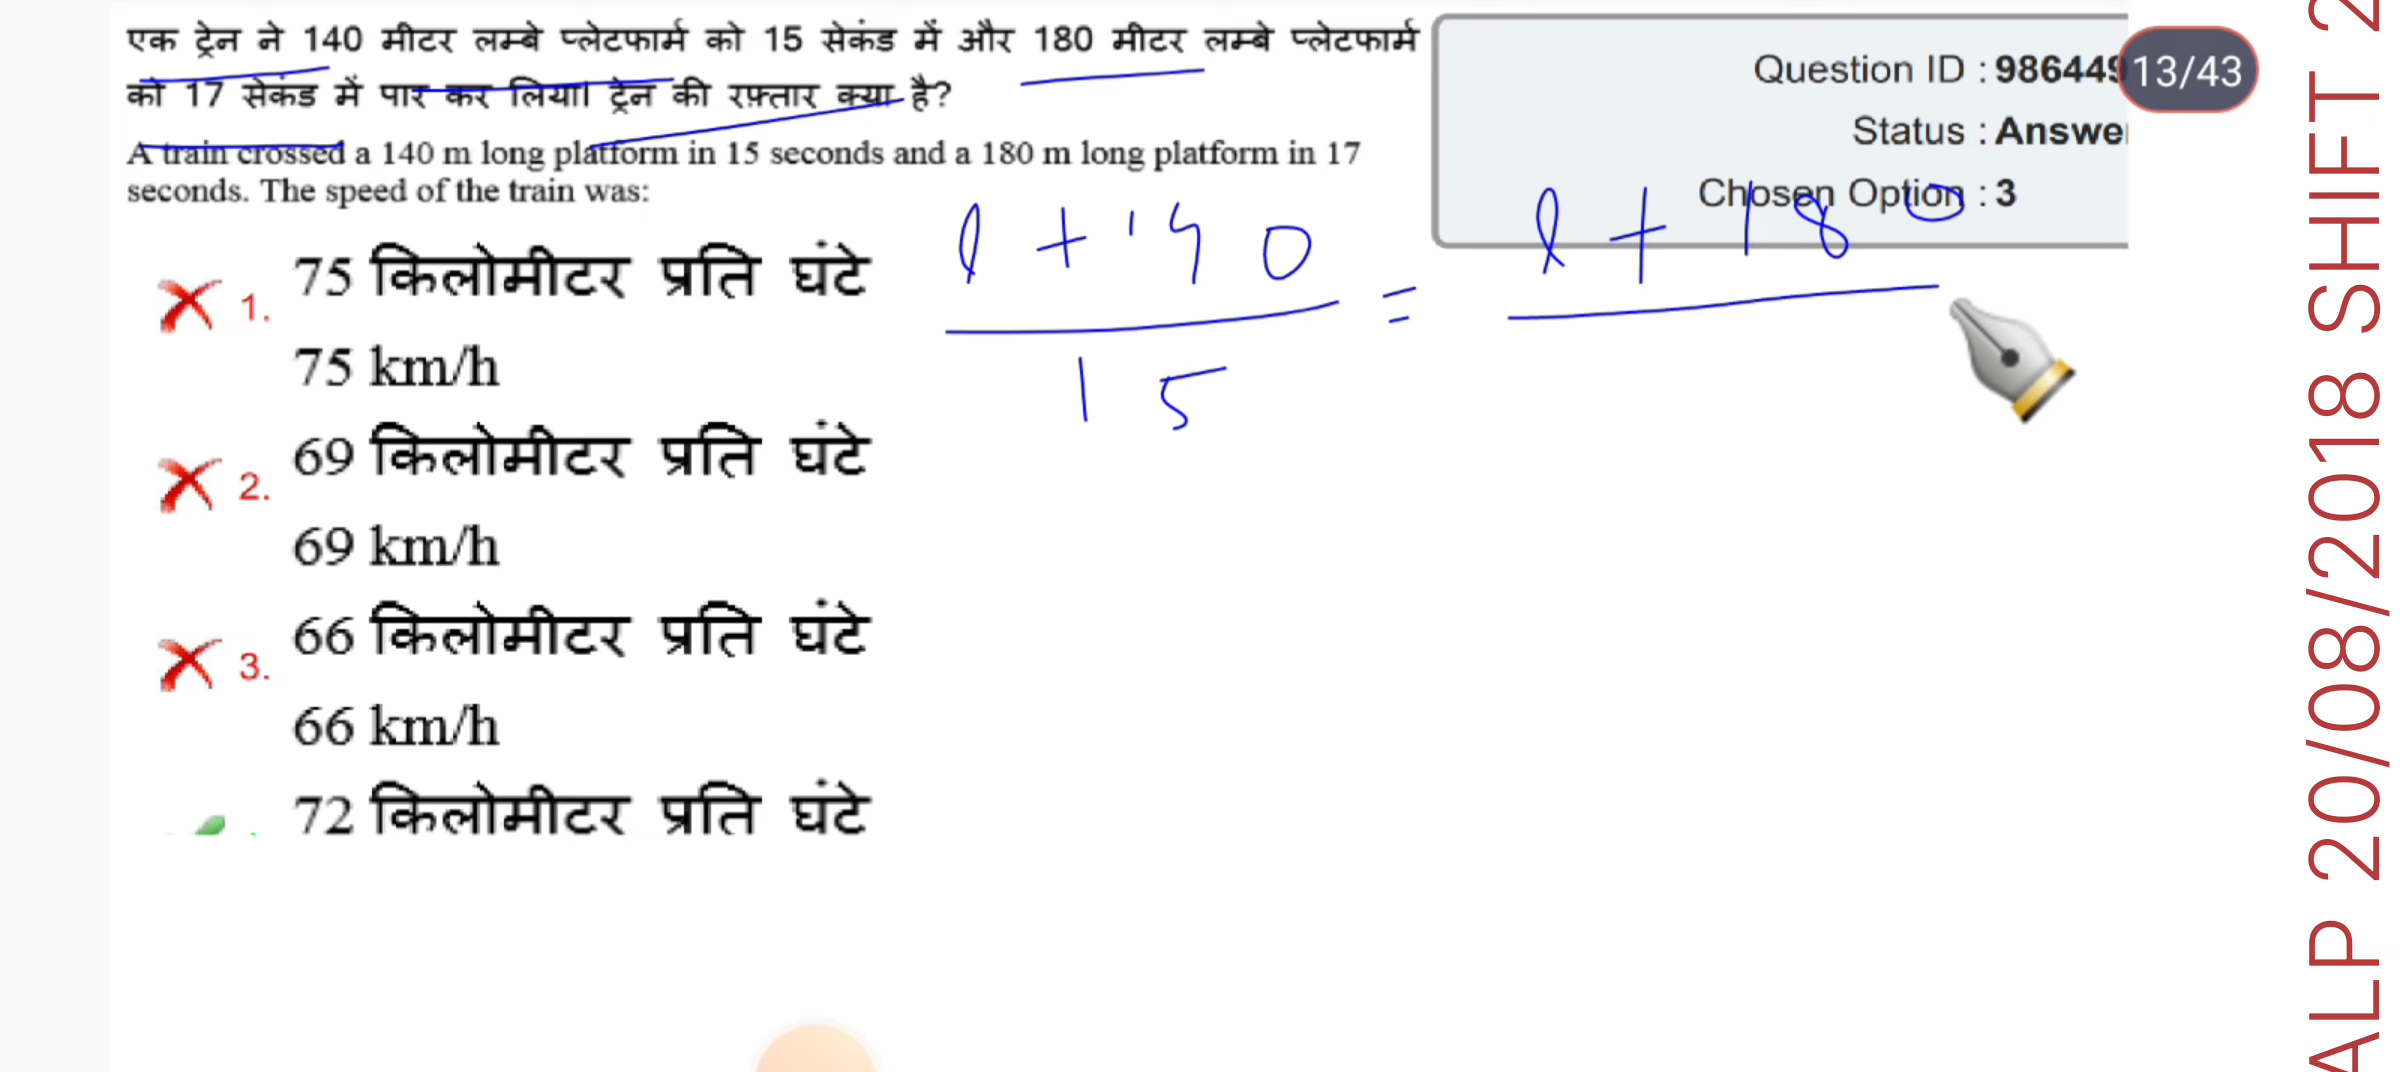 एक ट्रेन ने 140 मीटर लम्बे प्लेटफार्म को 15 सेकंड में और 180 मीटर लम्बे प्लेटफार्म
को 17 सेकंड में पार कर लिया। ट्रेन की रफ़्तार क्या है?
A train crossed a 140 m long platform in 15 seconds and a 180 m long platform in 17
seconds. The speed of the train was:
Question ID : 986449
13/43
Status : Answe
Chosen Option : 3
1. 75 किलोमीटर प्रति घंटे
75 km/h
2. 69 किलोमीटर प्रति घंटे
69 km/h
3. 66 किलोमीटर प्रति घंटे
66 km/h
72 किलोमीटर प्रति घंटे
l + 140 = l + 180
15
ALP 20/08/2018 SHIFT 2